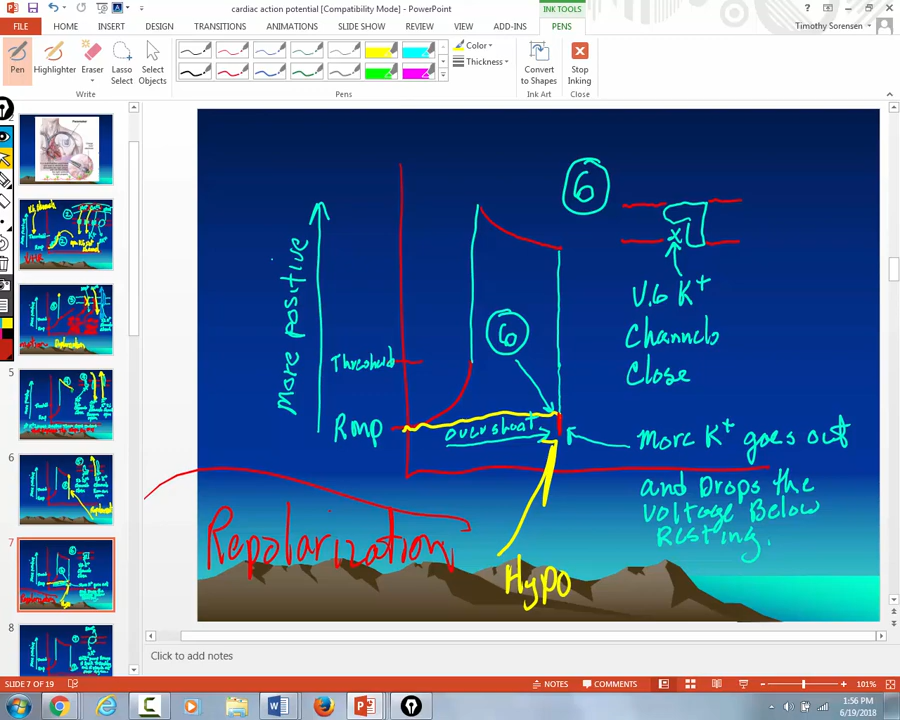 cardiac action potential [Compatibility Mode] - PowerPoint
INK TOOLS
FILE HOME INSERT DESIGN TRANSITIONS ANIMATIONS SLIDE SHOW REVIEW VIEW ADD-INS PENS
Timothy Sorensen
Pen Highlighter Eraser Lasso Select Select Objects
Color
Thickness
Convert to Shapes
Stop Inking
Write Pens Ink Art Close
6
More positive
V.G K+
Channels
Close
6
Threshold
Rmp
overshoot
More K+ goes out
and Drops the
voltage Below
Resting.
Repolarization
Hypo
5
6
7
8
Click to add notes
SLIDE 7 OF 19
NOTES COMMENTS 101%
1:56 PM
6/19/2018